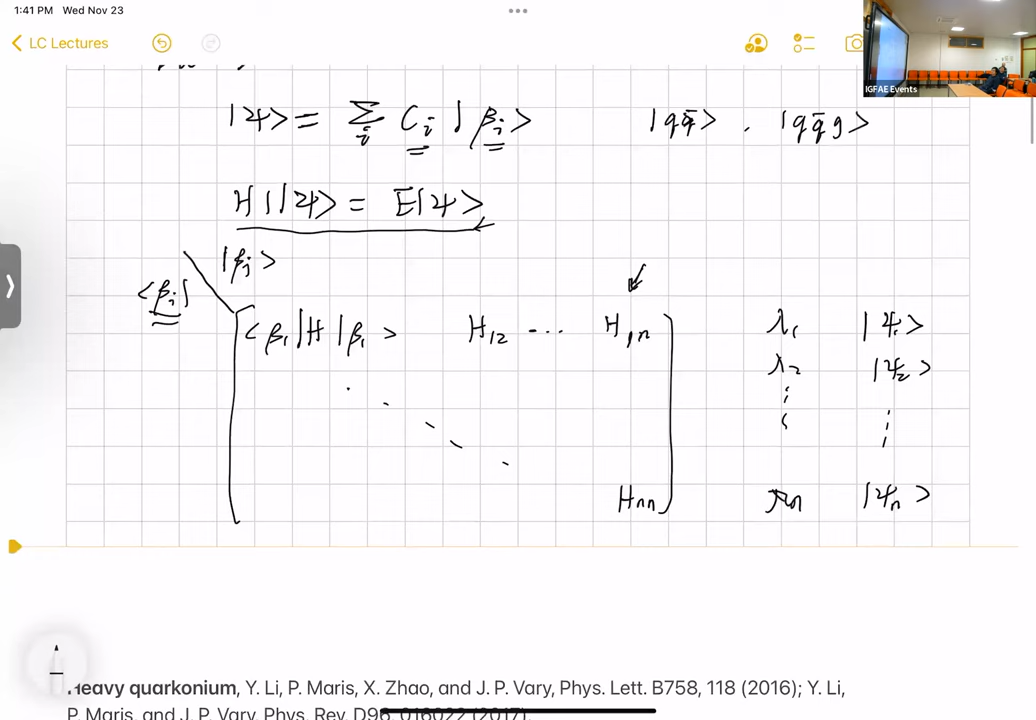 1:41 PM Wed Nov 23
LC Lectures
IGFAE Events
|ψ⟩ = Σ_i C_i |β_i⟩ |qq̄⟩ . |qq̄g⟩
H | |ψ⟩ = E|ψ⟩
|β_j⟩
⟨β_i|
⟨β_1|H|β_1⟩ H_12 ... H_1n λ_1 |ψ_1⟩
λ_2 |ψ_2⟩
H_nn λ_n |ψ_n⟩
Heavy quarkonium, Y. Li, P. Maris, X. Zhao, and J. P. Vary, Phys. Lett. B758, 118 (2016); Y. Li,
P. Maris, and J. P. Vary, Phys. Rev. D96, 016022 (2017).